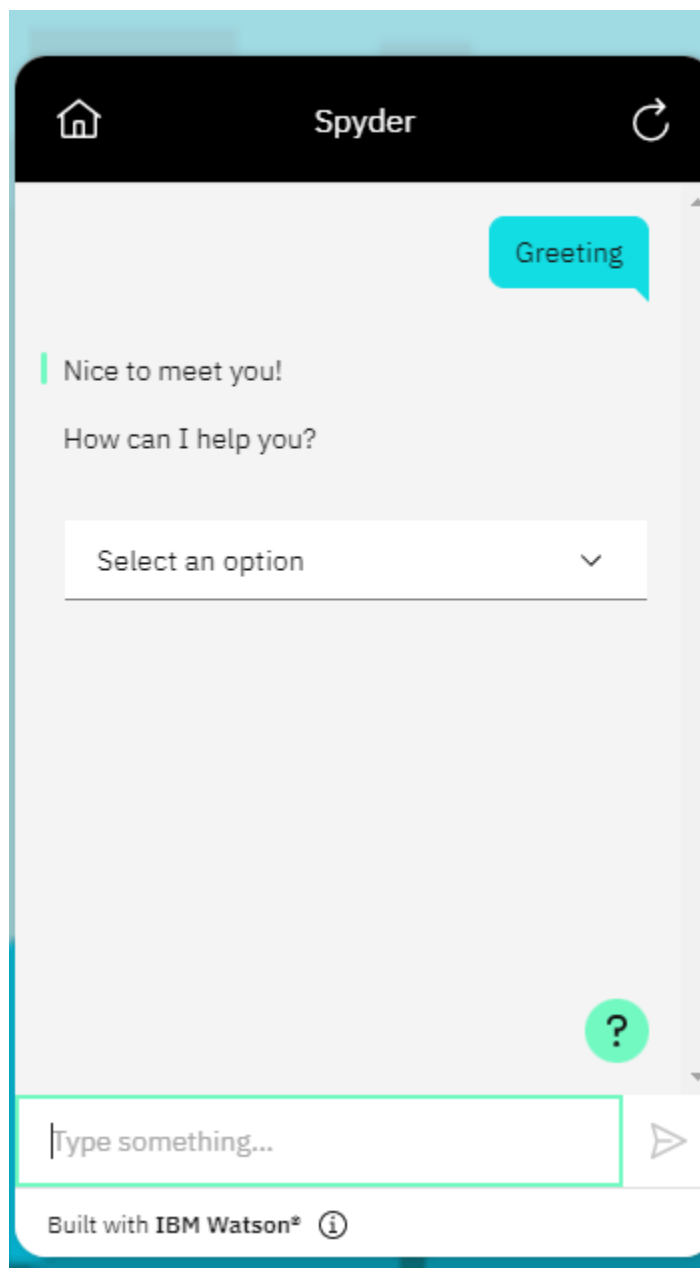 Spyder
Greeting
Nice to meet you!
How can I help you?
Select an option
?
Type something...
Built with IBM Watson®